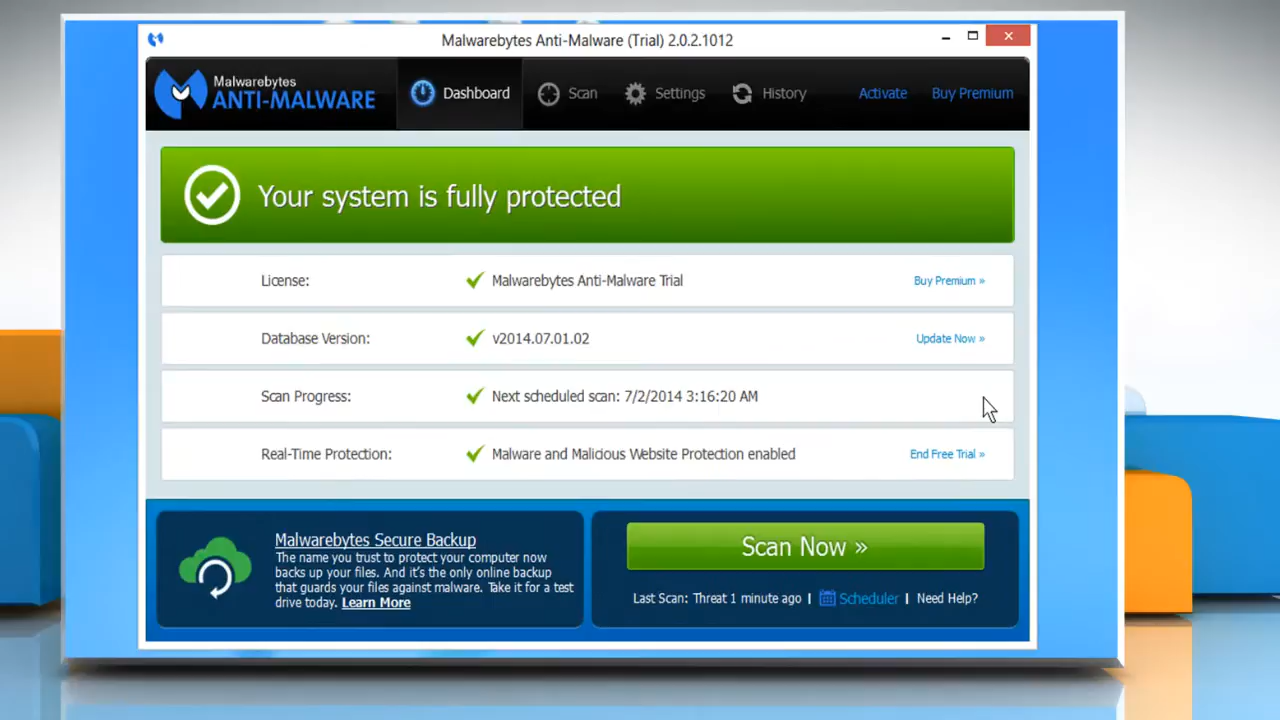 Malwarebytes Anti-Malware (Trial) 2.0.2.1012
Malwarebytes
ANTI-MALWARE
Dashboard
Scan
Settings
History
Activate
Buy Premium
Your system is fully protected
License:
Malwarebytes Anti-Malware Trial
Buy Premium »
Database Version:
v2014.07.01.02
Update Now »
Scan Progress:
Next scheduled scan: 7/2/2014 3:16:20 AM
Real-Time Protection:
Malware and Malicious Website Protection enabled
End Free Trial »
Malwarebytes Secure Backup
The name you trust to protect your computer now
backs up your files. And it's the only online backup
that guards your files against malware. Take it for a test
drive today. Learn More
Scan Now »
Last Scan: Threat 1 minute ago | Scheduler | Need Help?